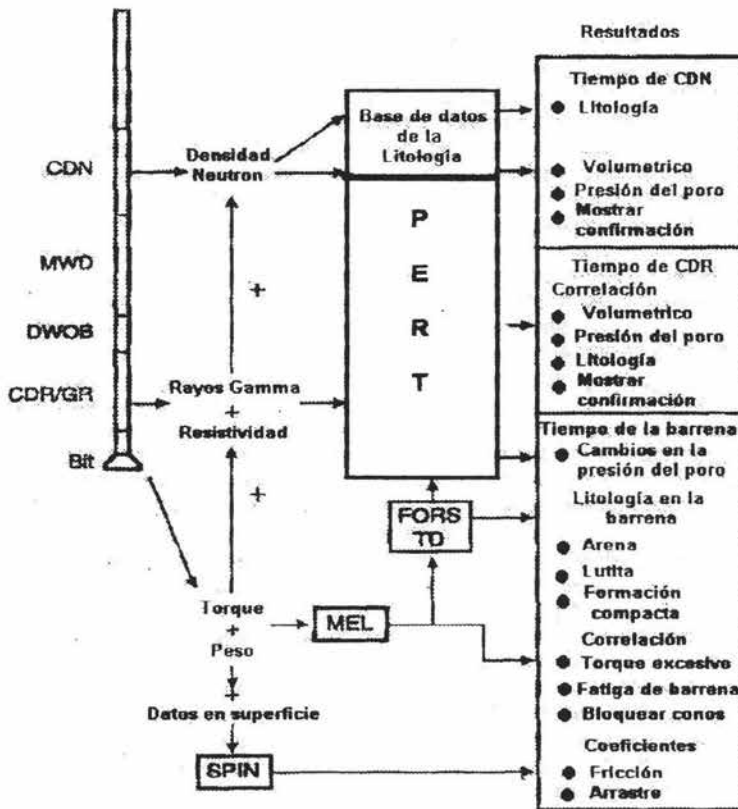 Resultados
Tiempo de CDN
Litología
Volumetrico
Presión del poro
Mostrar
confirmación
Tiempo de CDR
Correlación
Volumetrico
Presión del poro
Litología
Mostrar
confirmación
Tiempo de la barrena
Cambios en la
presión del poro
Litología en la
barrena
Arena
Lutita
Formación
compacta
Correlación
Torque excesivo
Fatiga de barrena
Bloquear conos
Coeficientes
Fricción
Arrastre
Base de datos
de la
Litología
P
E
R
T
FORS
TD
MEL
SPIN
CDN
MWD
DWOB
CDR/GR
Bit
Densidad
Neutron
+
Rayos Gamma
+
Resistividad
+
Torque
+
Peso
+
Datos en superficie